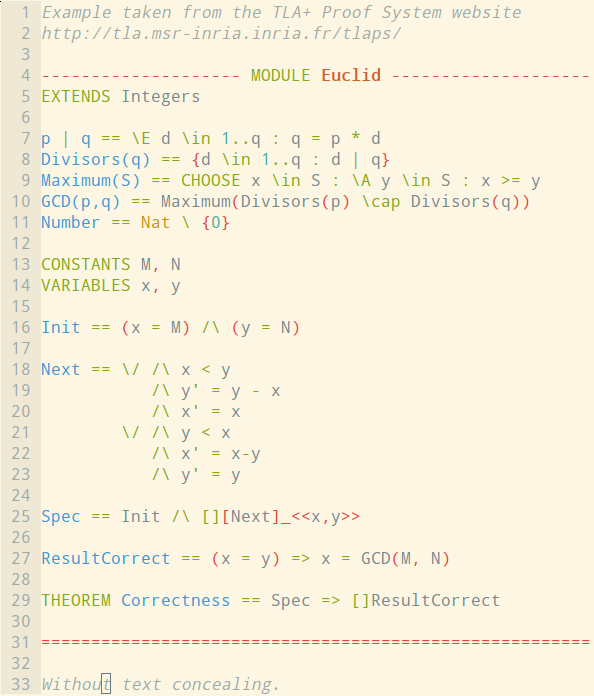 1 Example taken from the TLA+ Proof System website
2 http://tla.msr-inria.inria.fr/tlaps/
3
4 -------------------- MODULE Euclid --------------------
5 EXTENDS Integers
6
7 p | q == \E d \in 1..q : q = p * d
8 Divisors(q) == {d \in 1..q : d | q}
9 Maximum(S) == CHOOSE x \in S : \A y \in S : x >= y
10 GCD(p,q) == Maximum(Divisors(p) \cap Divisors(q))
11 Number == Nat \ {0}
12
13 CONSTANTS M, N
14 VARIABLES x, y
15
16 Init == (x = M) /\ (y = N)
17
18 Next == \/ /\ x < y
19            /\ y' = y - x
20            /\ x' = x
21         \/ /\ y < x
22            /\ x' = x-y
23            /\ y' = y
24
25 Spec == Init /\ [][Next]_<<x,y>>
26
27 ResultCorrect == (x = y) => x = GCD(M, N)
28
29 THEOREM Correctness == Spec => []ResultCorrect
30
31 =======================================================
32
33 Without text concealing.